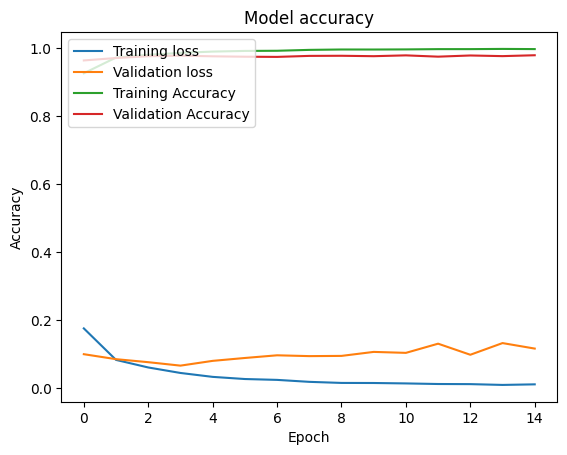 Model accuracy
Training loss
Validation loss
Training Accuracy
Validation Accuracy
1.0
0.8
0.6
0.4
0.2
0.0
Accuracy
0 2 4 6 8 10 12 14
Epoch